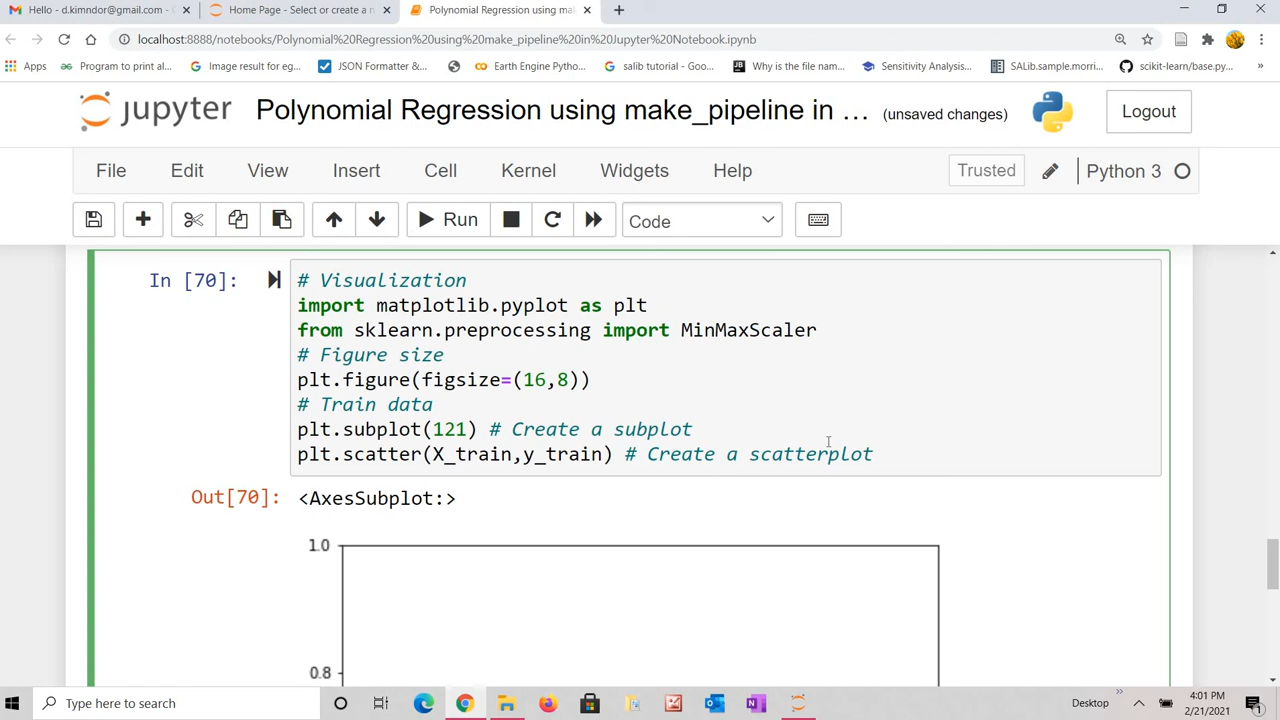 Hello - d.kimndor@gmail.com -
Home Page - Select or create a n
Polynomial Regression using mak
localhost:8888/notebooks/Polynomial%20Regression%20using%20make_pipeline%20in%20Jupyter%20Notebook.ipynb
Apps
Program to print al...
Image result for eg...
JSON Formatter &...
Earth Engine Pytho...
salib tutorial - Goo...
Why is the file nam...
Sensitivity Analysis...
SALib.sample.morri...
scikit-learn/base.py...
»
jupyter
Polynomial Regression using make_pipeline in ...
(unsaved changes)
Logout
File
Edit
View
Insert
Cell
Kernel
Widgets
Help
Trusted
Python 3
Run
Code
In [70]:
# Visualization
import matplotlib.pyplot as plt
from sklearn.preprocessing import MinMaxScaler
# Figure size
plt.figure(figsize=(16,8))
# Train data
plt.subplot(121) # Create a subplot
plt.scatter(X_train,y_train) # Create a scatterplot
Out[70]:
<AxesSubplot:>
1.0
0.8
Type here to search
Desktop
»
4:01 PM
2/21/2021
1